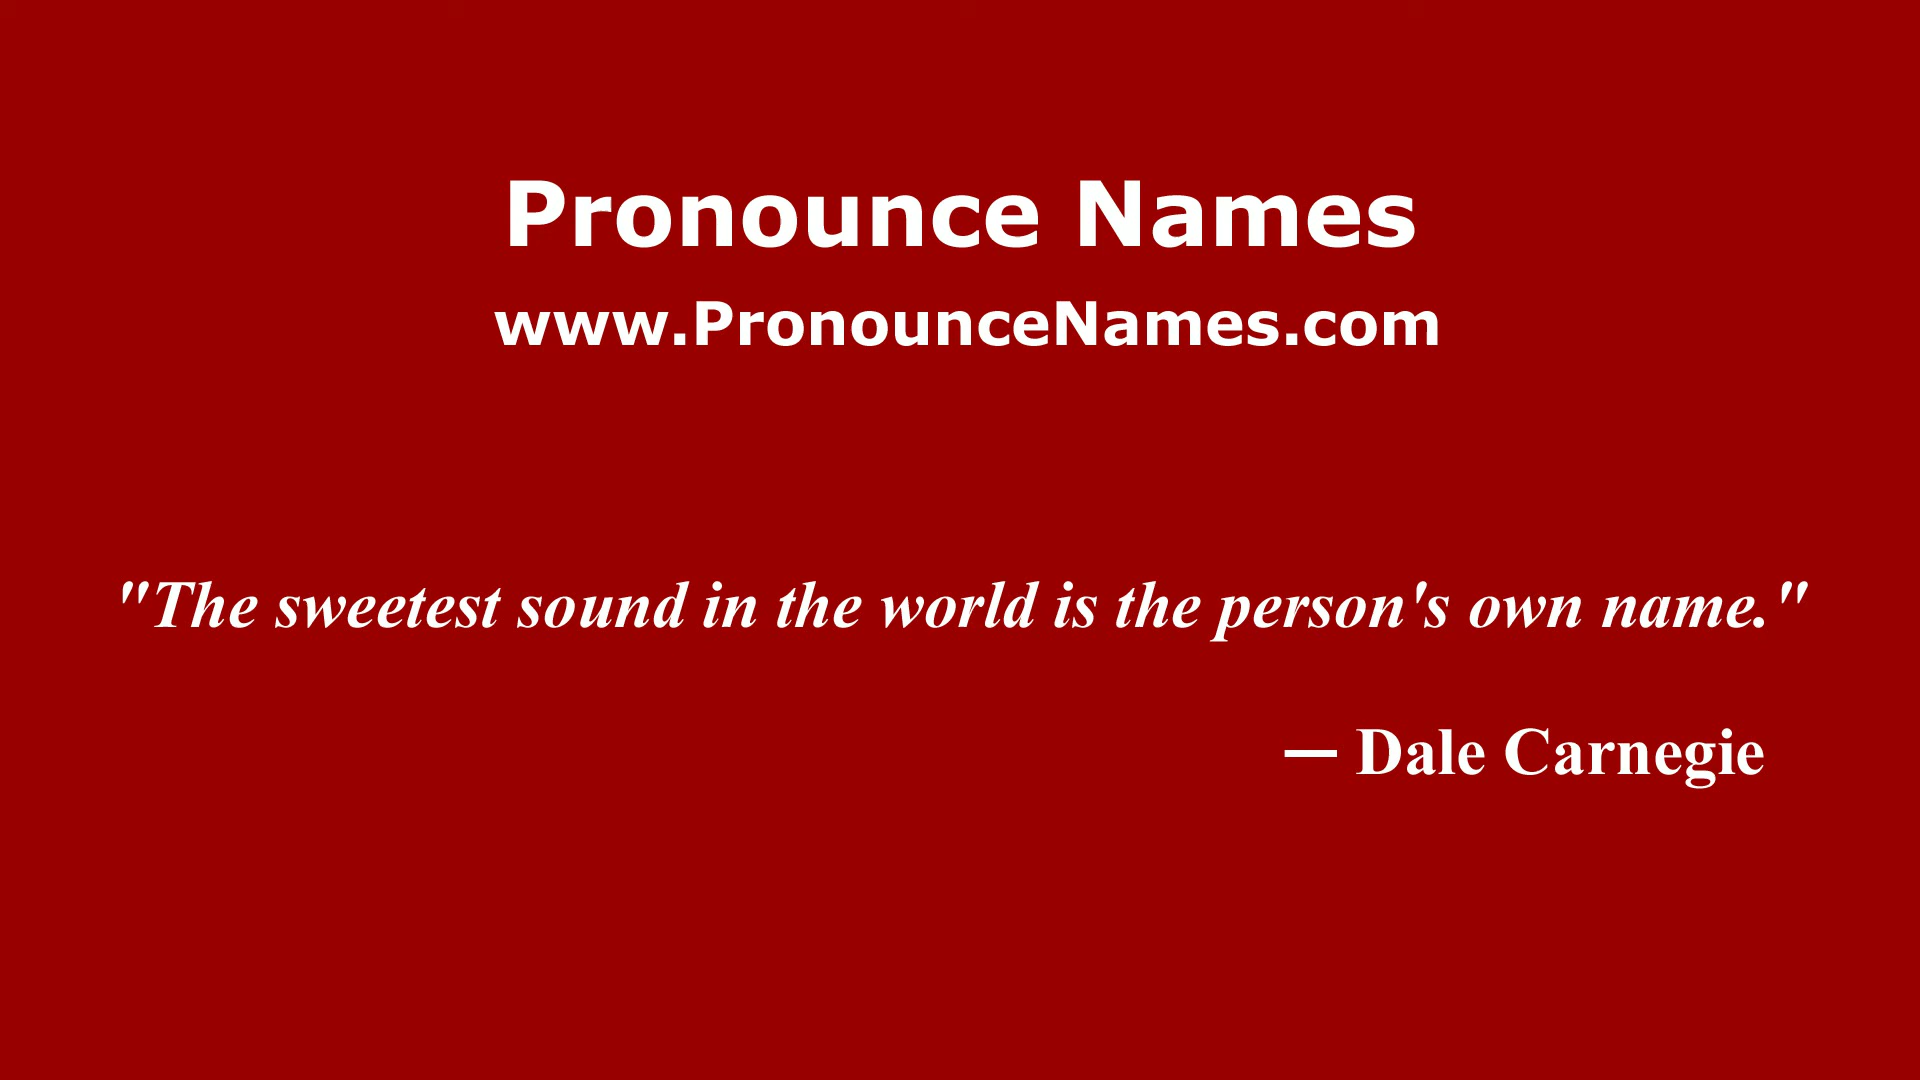 Pronounce Names
www.PronounceNames.com
"The sweetest sound in the world is the person's own name."
— Dale Carnegie